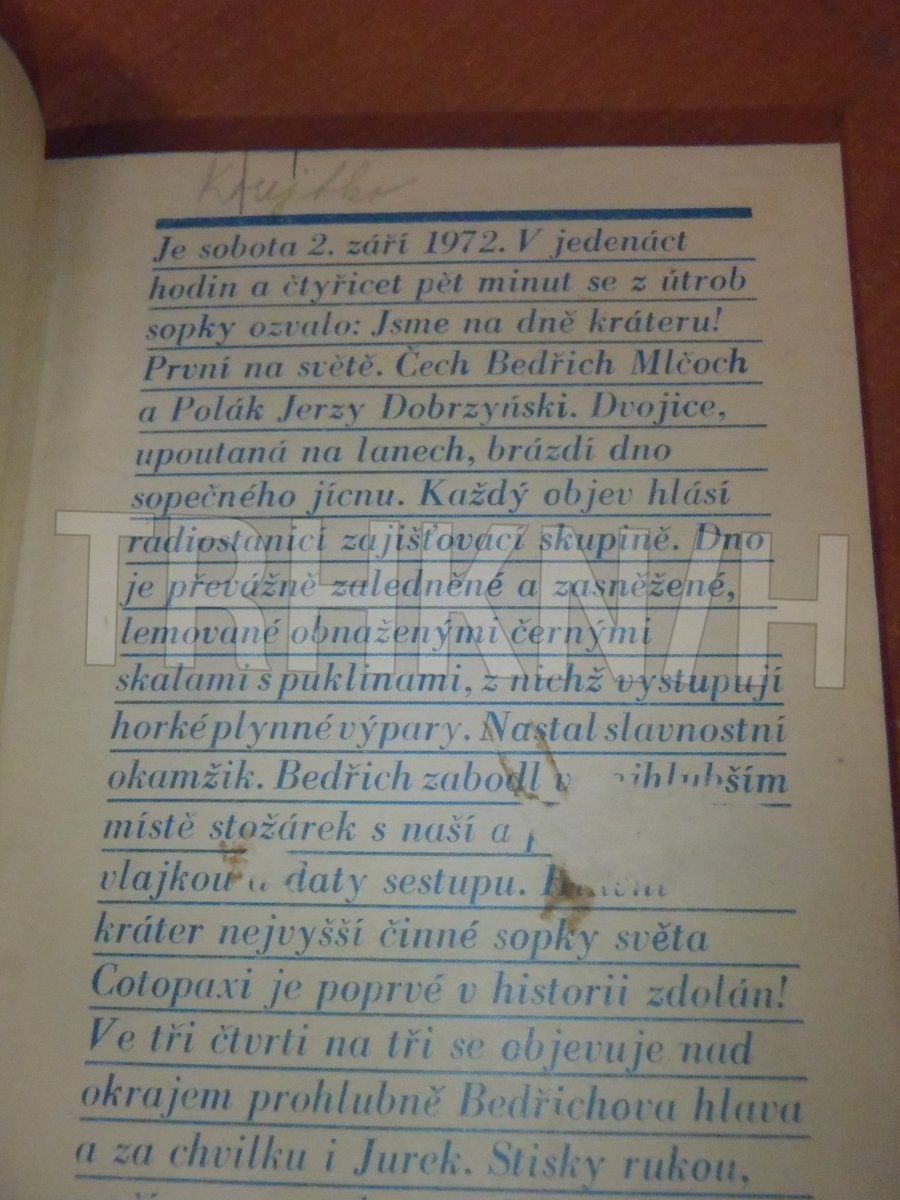 Je sobota 2. září 1972. V jedenáct
hodin a čtyřicet pět minut se z útrob
sopky ozvalo: Jsme na dně kráteru!
První na světě. Čech Bedřich Mlčoch
a Polák Jerzy Dobrzyński. Dvojice,
upoutaná na lanech, brázdí dno
sopečného jícnu. Každý objev hlásí
radiostanicí zajišťovací skupině. Dno
je převážně zaledněné a zasněžené,
lemované obnaženými černými
skalami s puklinami, z nichž vystupují
horké plynné výpary. Nastal slavnostní
okamžik. Bedřich zabodl v
místě stožárek s naší a
vlajkou a daty sestupu.
kráter nejvyšší činné sopky světa
Cotopaxi je poprvé v historii zdolán!
Ve tři čtvrti na tři se objevuje nad
okrajem prohlubně Bedřichova hlava
a za chvilku i Jurek. Stisky rukou,
TRHKNIH